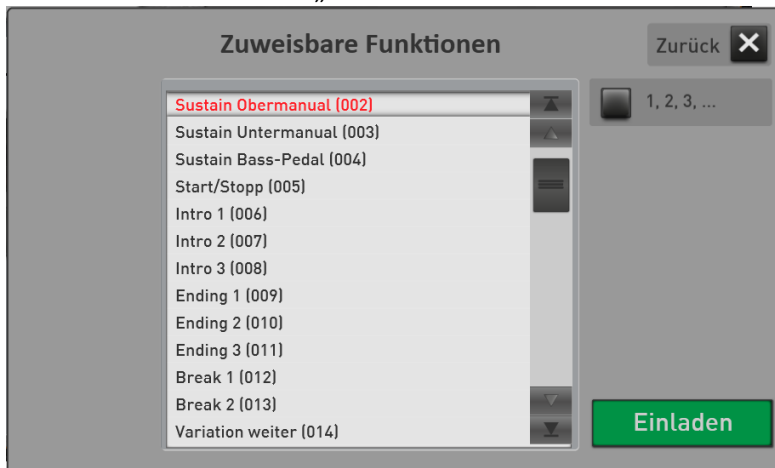 „
Zuweisbare Funktionen
Zurück
Sustain Obermanual (002)
1, 2, 3, ...
Sustain Untermanual (003)
Sustain Bass-Pedal (004)
Start/Stopp (005)
Intro 1 (006)
Intro 2 (007)
Intro 3 (008)
Ending 1 (009)
Ending 2 (010)
Ending 3 (011)
Break 1 (012)
Break 2 (013)
Variation weiter (014)
Einladen